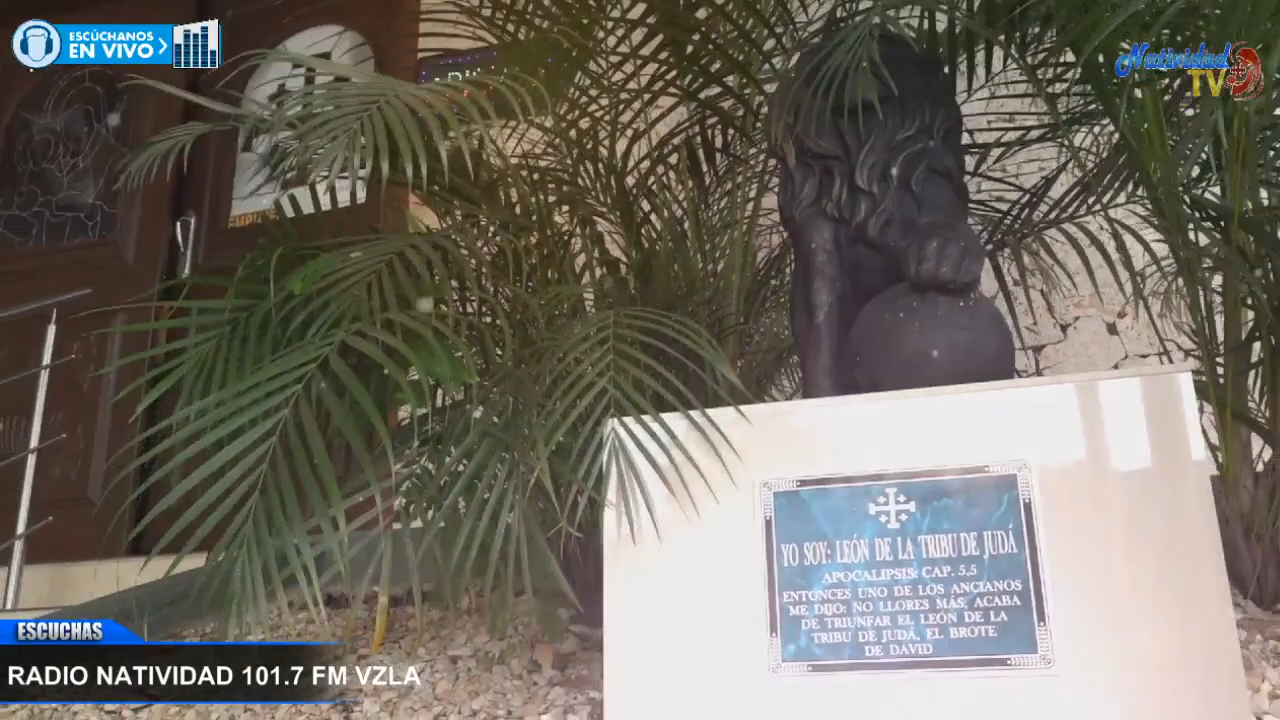 ESCÚCHANOS
EN VIVO
Natividad
TV
YO SOY: LEÓN DE LA TRIBU DE JUDÁ
APOCALIPSIS: CAP. 5,5
ENTONCES UNO DE LOS ANCIANOS
ME DIJO: NO LLORES MÁS, ACABA
DE TRIUNFAR EL LEÓN DE LA
TRIBU DE JUDÁ, EL BROTE
DE DAVID
ESCUCHAS
RADIO NATIVIDAD 101.7 FM VZLA